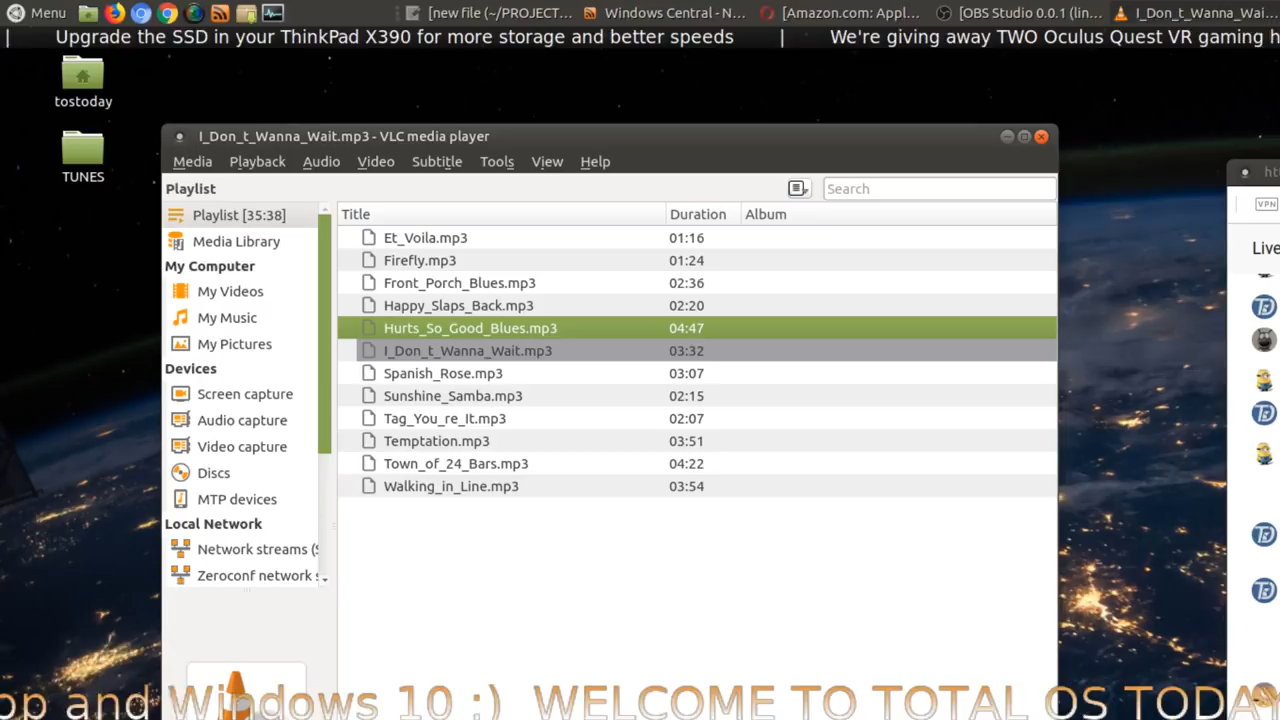 Menu [new file (~/PROJECT... Windows Central - N... [Amazon.com: Appl... [OBS Studio 0.0.1 (lin... I_Don_t_Wanna_Wai...
| Upgrade the SSD in your ThinkPad X390 for more storage and better speeds | We're giving away TWO Oculus Quest VR gaming h
tostoday
TUNES
I_Don_t_Wanna_Wait.mp3 - VLC media player
Media Playback Audio Video Subtitle Tools View Help
Playlist Search
VPN
Playlist [35:38] Title Duration Album
Media Library Et_Voila.mp3 01:16
My Computer Firefly.mp3 01:24
Live
My Videos Front_Porch_Blues.mp3 02:36
My Music Happy_Slaps_Back.mp3 02:20
My Pictures Hurts_So_Good_Blues.mp3 04:47
Devices I_Don_t_Wanna_Wait.mp3 03:32
Screen capture Spanish_Rose.mp3 03:07
Audio capture Sunshine_Samba.mp3 02:15
Video capture Tag_You_re_It.mp3 02:07
Discs Temptation.mp3 03:51
MTP devices Town_of_24_Bars.mp3 04:22
Local Network Walking_in_Line.mp3 03:54
Network streams (
Zeroconf network s
op and Windows 10 :) WELCOME TO TOTAL OS TODAY